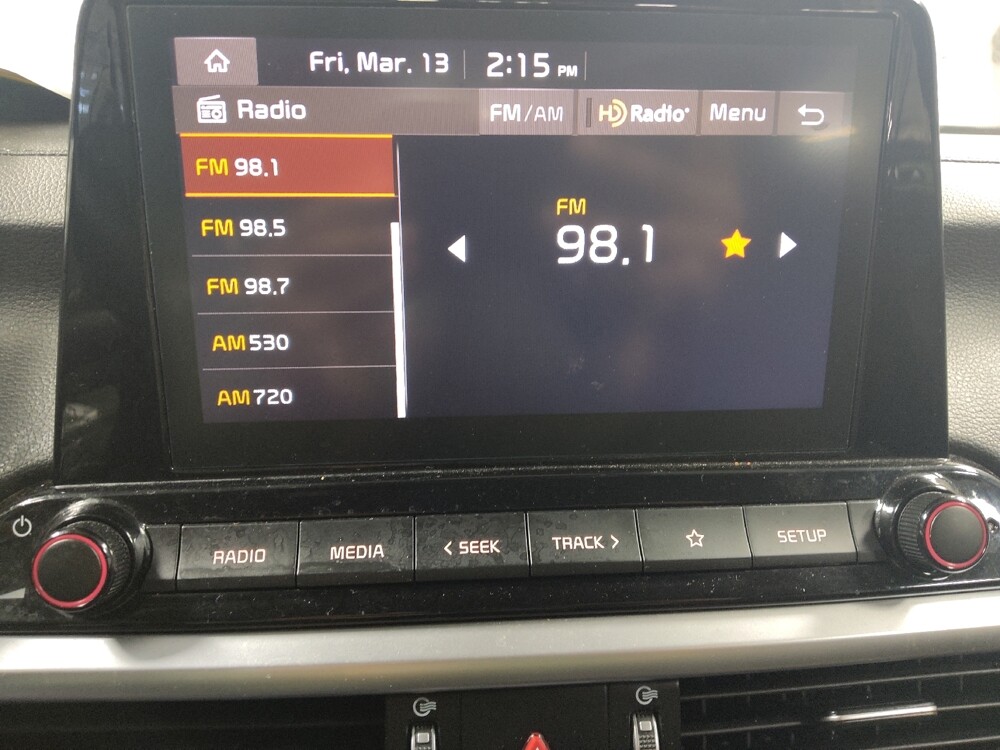 Fri, Mar. 13 2:15 PM
Radio FM/AM HD Radio Menu
FM 98.1
FM 98.5
FM 98.7
AM 530
AM 720
FM
98.1
RADIO MEDIA < SEEK TRACK > SETUP